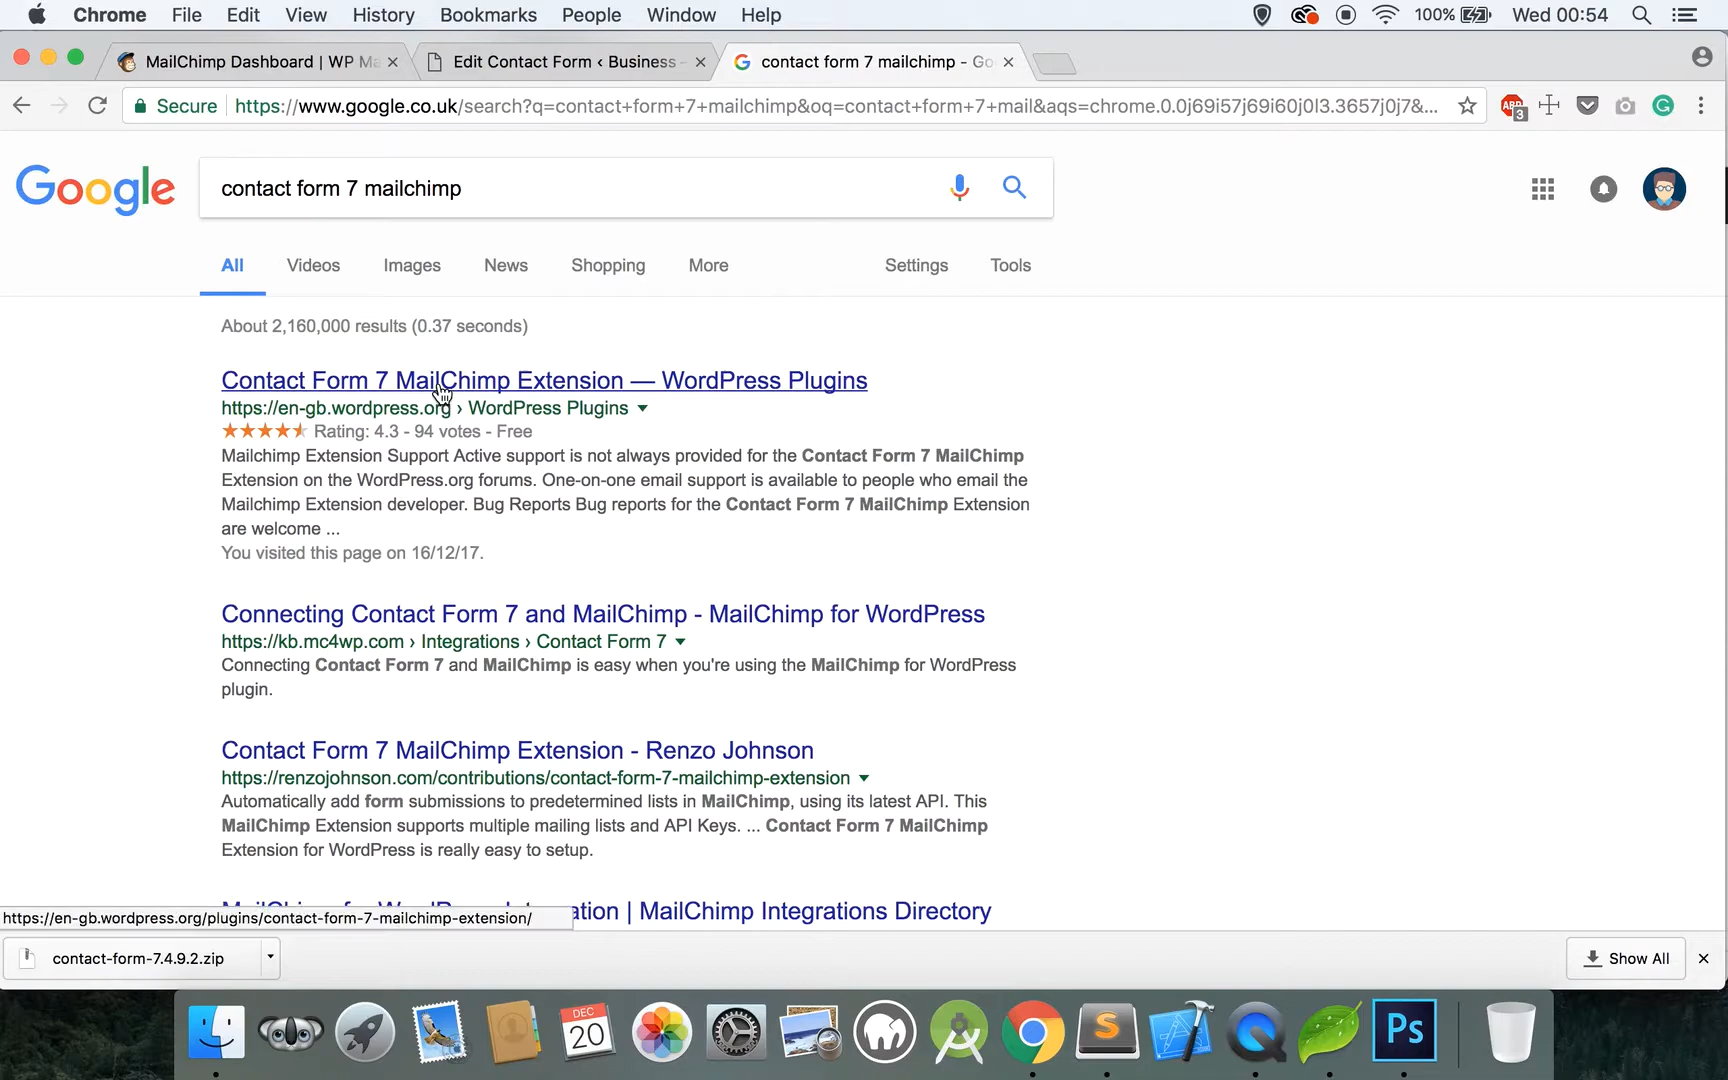 Chrome File Edit View History Bookmarks People Window Help 100% Wed 00:54
MailChimp Dashboard | WP Ma
Edit Contact Form ‹ Business -
contact form 7 mailchimp - Go
Secure https://www.google.co.uk/search?q=contact+form+7+mailchimp&oq=contact+form+7+mail&aqs=chrome.0.0j69i57j69i60j0l3.3657j0j7&... ABP 3
Google contact form 7 mailchimp
All Videos Images News Shopping More Settings Tools
About 2,160,000 results (0.37 seconds)
Contact Form 7 MailChimp Extension — WordPress Plugins
https://en-gb.wordpress.org › WordPress Plugins
Rating: 4.3 - 94 votes - Free
Mailchimp Extension Support Active support is not always provided for the Contact Form 7 MailChimp
Extension on the WordPress.org forums. One-on-one email support is available to people who email the
Mailchimp Extension developer. Bug Reports Bug reports for the Contact Form 7 MailChimp Extension
are welcome ...
You visited this page on 16/12/17.
Connecting Contact Form 7 and MailChimp - MailChimp for WordPress
https://kb.mc4wp.com › Integrations › Contact Form 7
Connecting Contact Form 7 and MailChimp is easy when you're using the MailChimp for WordPress
plugin.
Contact Form 7 MailChimp Extension - Renzo Johnson
https://renzojohnson.com/contributions/contact-form-7-mailchimp-extension
Automatically add form submissions to predetermined lists in MailChimp, using its latest API. This
MailChimp Extension supports multiple mailing lists and API Keys. ... Contact Form 7 MailChimp
Extension for WordPress is really easy to setup.
| MailChimp Integrations Directory
https://en-gb.wordpress.org/plugins/contact-form-7-mailchimp-extension/
contact-form-7.4.9.2.zip Show All
DEC
20
S
Ps